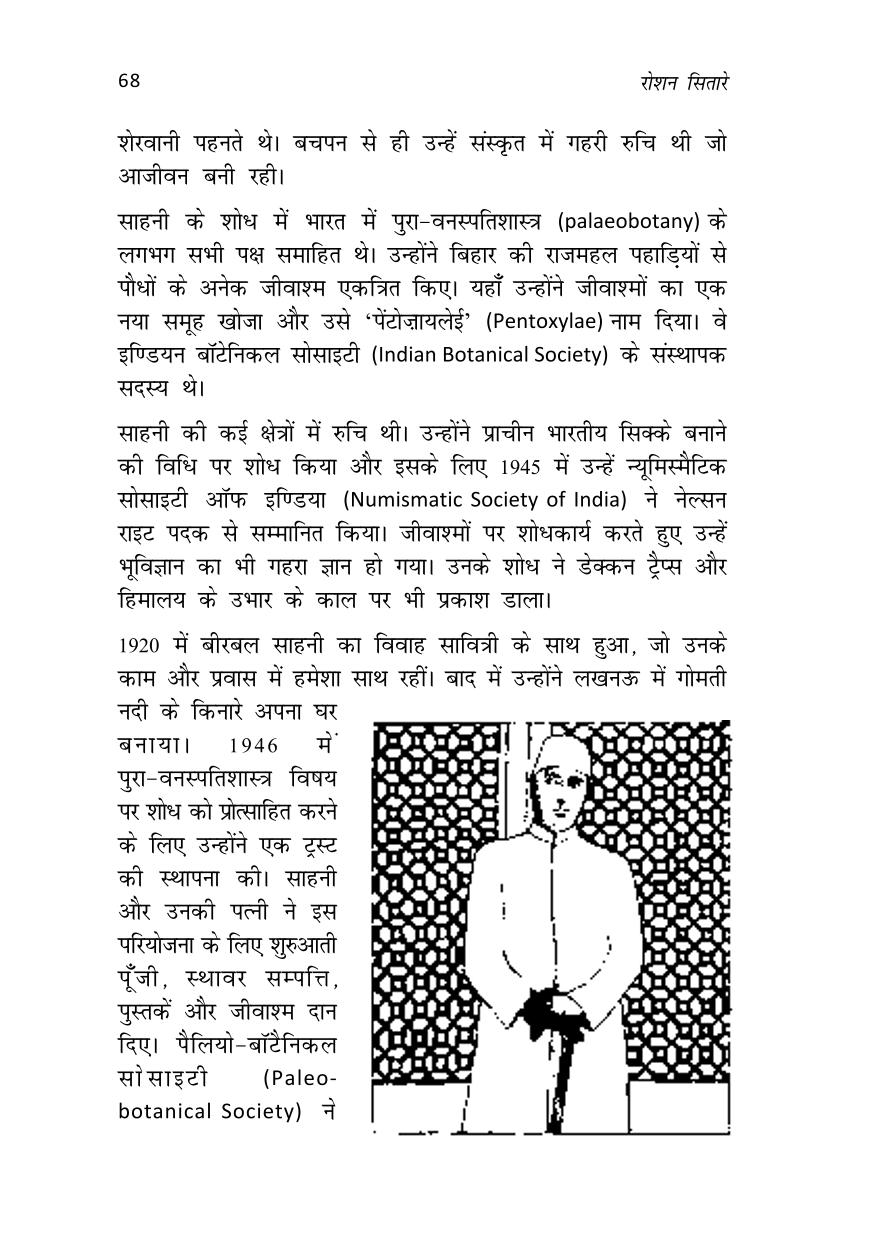 68 रोशन सितारे
शेरवानी पहनते थे। बचपन से ही उन्हें संस्कृत में गहरी रुचि थी जो
आजीवन बनी रही।
साहनी के शोध में भारत में पुरा-वनस्पतिशास्त्र (palaeobotany) के
लगभग सभी पक्ष समाहित थे। उन्होंने बिहार की राजमहल पहाड़ियों से
पौधों के अनेक जीवाश्म एकत्रित किए। यहाँ उन्होंने जीवाश्मों का एक
नया समूह खोजा और उसे ‘पेंटोज़ायलेई’ (Pentoxylae) नाम दिया। वे
इण्डियन बॉटेनिकल सोसाइटी (Indian Botanical Society) के संस्थापक
सदस्य थे।
साहनी की कई क्षेत्रों में रुचि थी। उन्होंने प्राचीन भारतीय सिक्के बनाने
की विधि पर शोध किया और इसके लिए 1945 में उन्हें न्यूमिस्मैटिक
सोसाइटी ऑफ इण्डिया (Numismatic Society of India) ने नेल्सन
राइट पदक से सम्मानित किया। जीवाश्मों पर शोधकार्य करते हुए उन्हें
भूविज्ञान का भी गहरा ज्ञान हो गया। उनके शोध ने डेक्कन ट्रैप्स और
हिमालय के उभार के काल पर भी प्रकाश डाला।
1920 में बीरबल साहनी का विवाह सावित्री के साथ हुआ, जो उनके
काम और प्रवास में हमेशा साथ रहीं। बाद में उन्होंने लखनऊ में गोमती
नदी के किनारे अपना घर
बनाया। 1946 में
पुरा-वनस्पतिशास्त्र विषय
पर शोध को प्रोत्साहित करने
के लिए उन्होंने एक ट्रस्ट
की स्थापना की। साहनी
और उनकी पत्नी ने इस
परियोजना के लिए शुरुआती
पूँजी, स्थावर सम्पत्ति,
पुस्तकें और जीवाश्म दान
दिए। पैलियो-बॉटैनिकल
सोसाइटी (Paleo-
botanical Society) ने